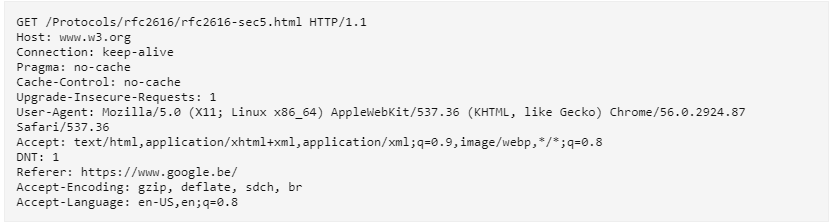 GET /Protocols/rfc2616/rfc2616-sec5.html HTTP/1.1
Host: www.w3.org
Connection: keep-alive
Pragma: no-cache
Cache-Control: no-cache
Upgrade-Insecure-Requests: 1
User-Agent: Mozilla/5.0 (X11; Linux x86_64) AppleWebKit/537.36 (KHTML, like Gecko) Chrome/56.0.2924.87
Safari/537.36
Accept: text/html,application/xhtml+xml,application/xml;q=0.9,image/webp,*/*;q=0.8
DNT: 1
Referer: https://www.google.be/
Accept-Encoding: gzip, deflate, sdch, br
Accept-Language: en-US,en;q=0.8